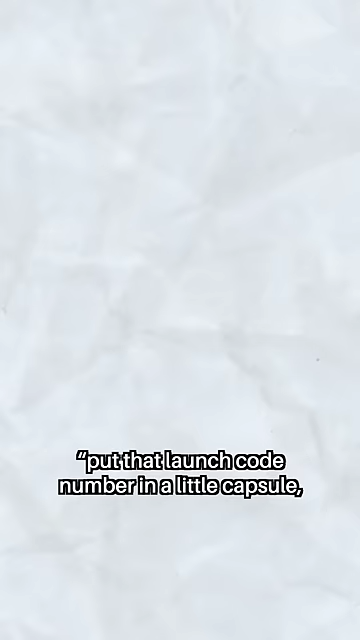 “put that launch code
number in a little capsule,